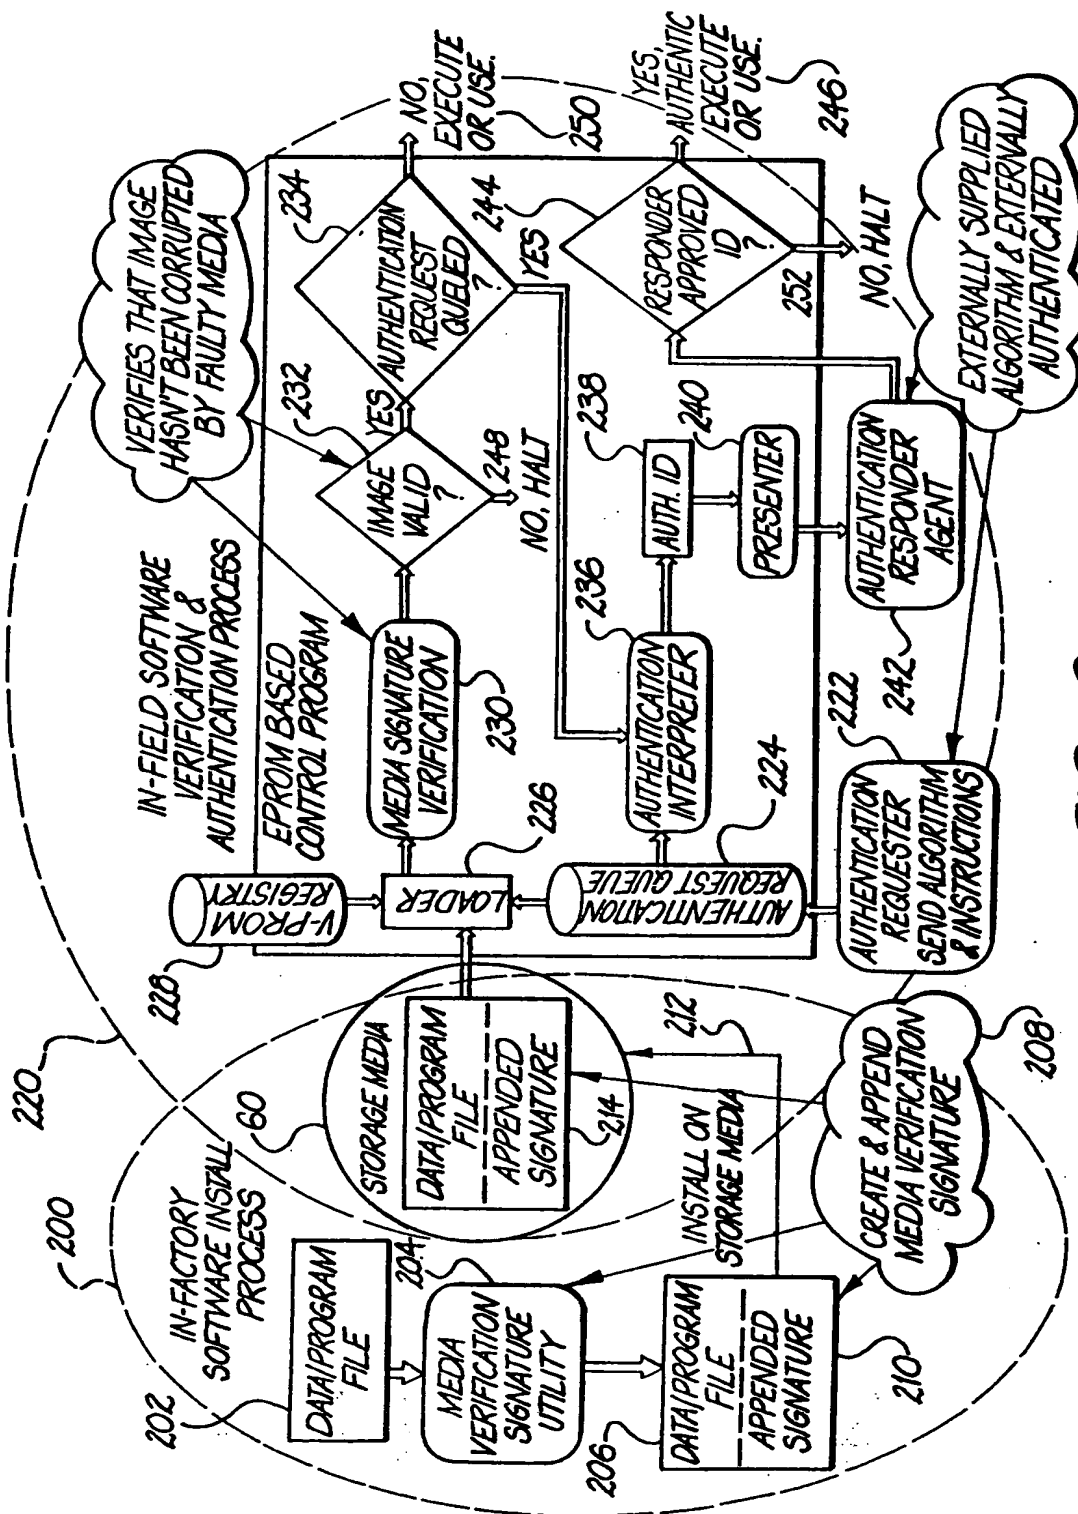 200
IN-FACTORY
SOFTWARE INSTALL
PROCESS
202
DATA/PROGRAM
FILE
204
MEDIA
VERIFICATION
SIGNATURE
UTILITY
206
DATA/PROGRAM
FILE
APPENDED
SIGNATURE
210
INSTALL ON
STORAGE MEDIA
212
CREATE & APPEND
MEDIA VERIFICATION
SIGNATURE
208
60
STORAGE MEDIA
DATA/PROGRAM
FILE
APPENDED
SIGNATURE
214
220
IN-FIELD SOFTWARE
VERIFICATION &
AUTHENTICATION PROCESS
EPROM BASED
CONTROL PROGRAM
228
V-PROM
REGISTRY
LOADER
226
AUTHENTICATION
REQUEST QUEUE
224
AUTHENTICATION
REQUESTER
SEND ALGORITHM
& INSTRUCTIONS
222
MEDIA SIGNATURE
VERIFICATION
230
IMAGE
VALID
?
232
YES
248
NO, HALT
VERIFIES THAT IMAGE
HASN'T BEEN CORRUPTED
BY FAULTY MEDIA
AUTHENTICATION
REQUEST
QUEUED
?
234
YES
NO,
EXECUTE
OR USE.
250
AUTHENTICATION
INTERPRETER
236
AUTH. ID
238
PRESENTER
240
AUTHENTICATION
RESPONDER
AGENT
242
RESPONDER
APPROVED
ID
?
244
YES,
AUTHENTIC
/EXECUTE
OR USE.
246
252
NO, HALT
EXTERNALLY SUPPLIED
ALGORITHM & EXTERNALLY
AUTHENTICATED